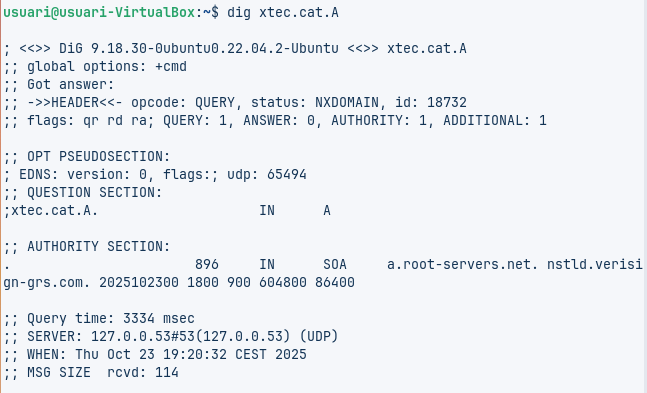 usuari@usuari-VirtualBox:~$ dig xtec.cat.A
; <<>> DiG 9.18.30-0ubuntu0.22.04.2-Ubuntu <<>> xtec.cat.A
;; global options: +cmd
;; Got answer:
;; ->>HEADER<<- opcode: QUERY, status: NXDOMAIN, id: 18732
;; flags: qr rd ra; QUERY: 1, ANSWER: 0, AUTHORITY: 1, ADDITIONAL: 1
;; OPT PSEUDOSECTION:
; EDNS: version: 0, flags:; udp: 65494
;; QUESTION SECTION:
;xtec.cat.A. IN A
;; AUTHORITY SECTION:
. 896 IN SOA a.root-servers.net. nstld.verisi
gn-grs.com. 2025102300 1800 900 604800 86400
;; Query time: 3334 msec
;; SERVER: 127.0.0.53#53(127.0.0.53) (UDP)
;; WHEN: Thu Oct 23 19:20:32 CEST 2025
;; MSG SIZE rcvd: 114